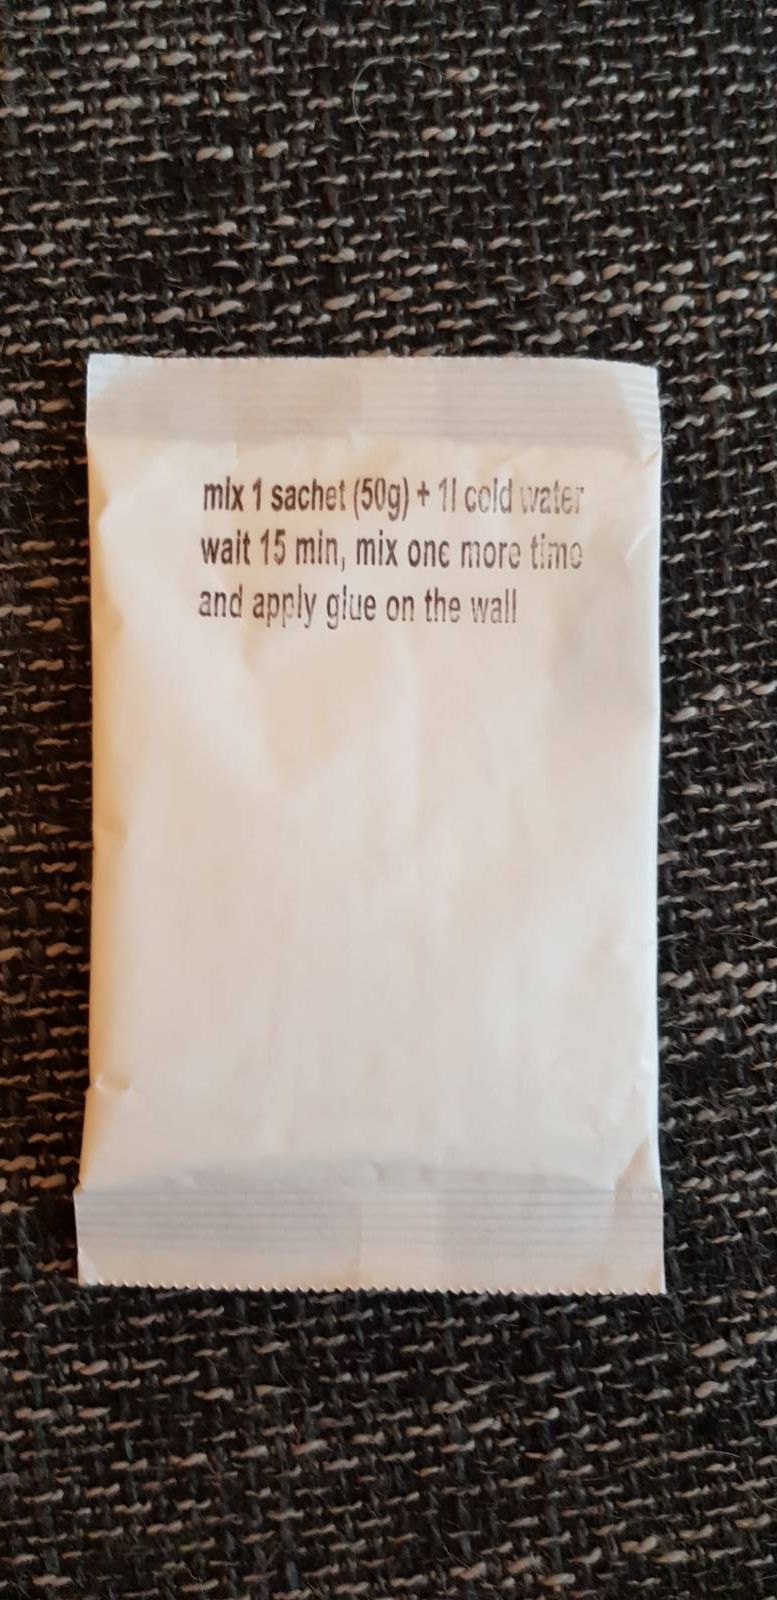 mix 1 sachet (50g) + 1l cold water
wait 15 min, mix one more time
and apply glue on the wall